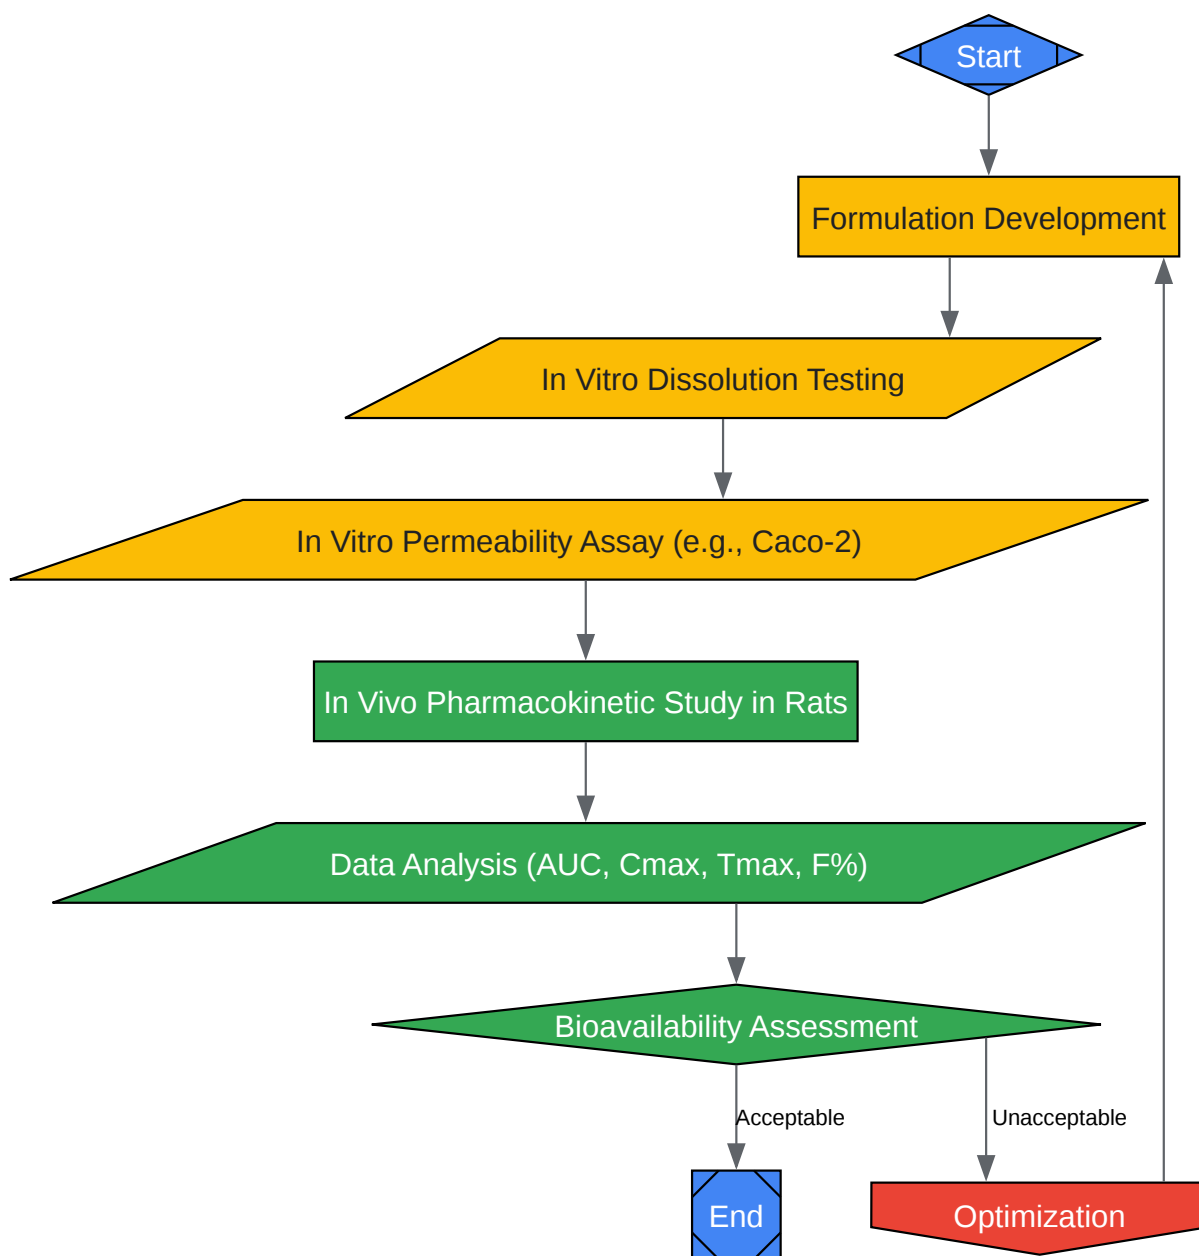 Start
Formulation Development
In Vitro Dissolution Testing
In Vitro Permeability Assay (e.g., Caco-2)
In Vivo Pharmacokinetic Study in Rats
Data Analysis (AUC, Cmax, Tmax, F%)
Bioavailability Assessment
Acceptable
Unacceptable
End
Optimization